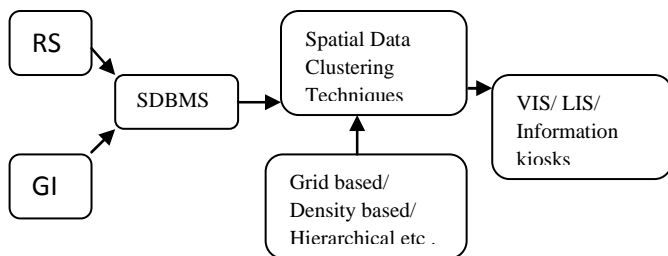 RS
GI
SDBMS
Spatial Data
Clustering
Techniques
Grid based/
Density based/
Hierarchical etc .
VIS/ LIS/
Information
kiosks